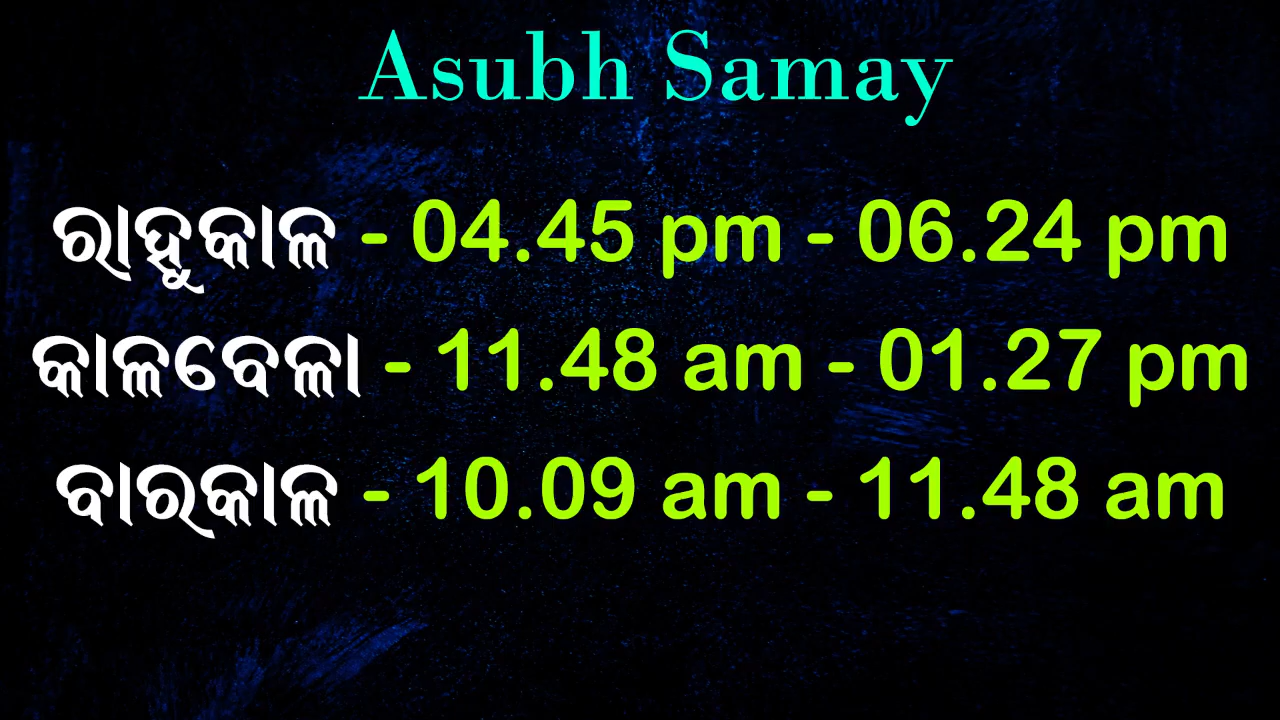 Asubh Samay
ରାହୁକାଳ - 04.45 pm - 06.24 pm
କାଳବେଳା - 11.48 am - 01.27 pm
ବାରକାଳ - 10.09 am - 11.48 am